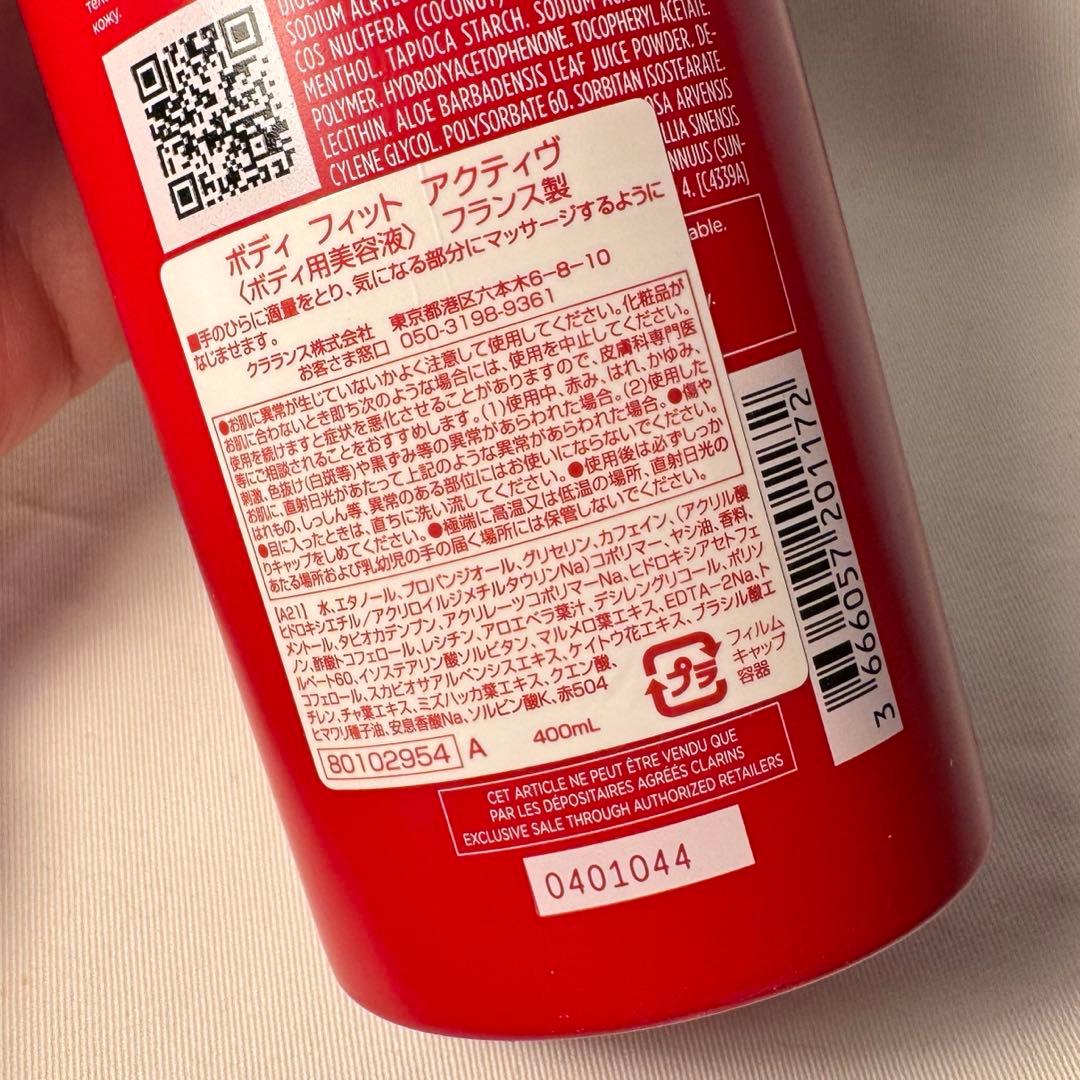 кожу.
SODIUM ACRYL
COS NUCIFERA (COCONUT)
MENTHOL. TAPIOCA STARCH. SODIUM
POLYMER. HYDROXYACETOPHENONE. TOCOPHERYL ACETATE.
LECITHIN. ALOE BARBADENSIS LEAF JUICE POWDER. DE-
CYLENE GLYCOL. POLYSORBATE 60. SORBITAN ISOSTEARATE.
OSA ARVENSIS
LLIA SINENSIS
NNUUS (SUN-
4. [C4339A]
able.
ボディ フィット アクティヴ
〈ボディ用美容液〉 フランス製
■手のひらに適量をとり、気になる部分にマッサージするように
なじませます。
クラランス株式会社 東京都港区六本木6-8-10
お客さま窓口 050-3198-9361
●お肌に異常が生じていないかよく注意して使用してください。化粧品が
お肌に合わないとき即ち次のような場合には、使用を中止してください。
使用を続けますと症状を悪化させることがありますので、皮膚科専門医
等にご相談されることをおすすめします。(1)使用中、赤み、はれ、かゆみ、
刺激、色抜け(白斑等)や黒ずみ等の異常があらわれた場合。(2)使用した
お肌に、直射日光があたって上記のような異常があらわれた場合。●傷や
はれもの、しっしん等、異常のある部位にはお使いにならないでください。
●目に入ったときは、直ちに洗い流してください。●使用後は必ずしっか
りキャップをしめてください。●極端に高温又は低温の場所、直射日光の
あたる場所および乳幼児の手の届く場所には保管しないでください。
[A21] 水、エタノール、プロパンジオール、グリセリン、カフェイン、(アクリル酸
ヒドロキシエチル/アクリロイルジメチルタウリンNa)コポリマー、ヤシ油、香料、
メントール、タピオカデンプン、アクリレーツコポリマーNa、ヒドロキシアセトフェ
ノン、酢酸トコフェロール、レシチン、アロエベラ葉汁、デシレングリコール、ポリソ
ルベート60、イソステアリン酸ソルビタン、マルメロ葉エキス、EDTA-2Na、ト
コフェロール、スカビオサアルベンシスエキス、ケイトウ花エキス、ブラシル酸エ
チレン、チャ葉エキス、ミズハッカ葉エキス、クエン酸、
ヒマワリ種子油、安息香酸Na、ソルビン酸K、赤504
プラ
フィルム
キャップ
容器
80102954 A 400mL
3 666057 201172
CET ARTICLE NE PEUT ÊTRE VENDU QUE
PAR LES DÉPOSITAIRES AGRÉÉS CLARINS
EXCLUSIVE SALE THROUGH AUTHORIZED RETAILERS
0401044